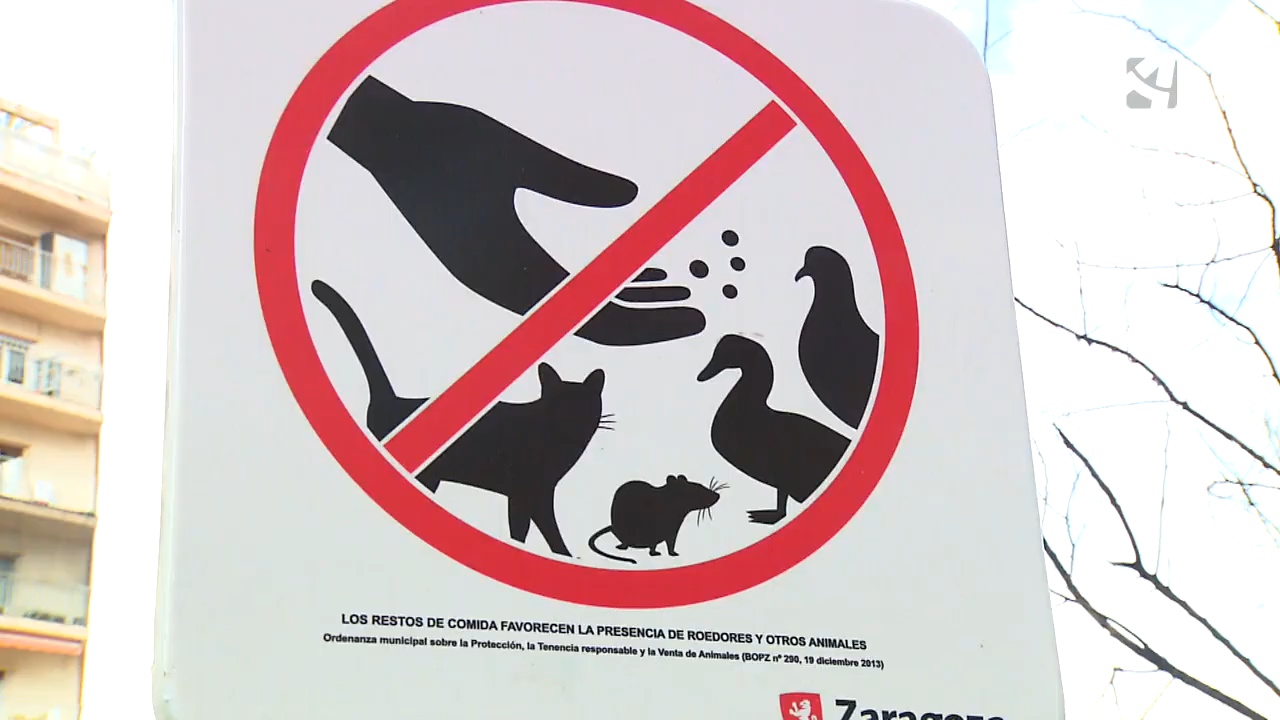 LOS RESTOS DE COMIDA FAVORECEN LA PRESENCIA DE ROEDORES Y OTROS ANIMALES
Ordenanza municipal sobre la Protección, la Tenencia responsable y la Venta de Animales (BOPZ nº 290, 19 diciembre 2013)
Zaragoza